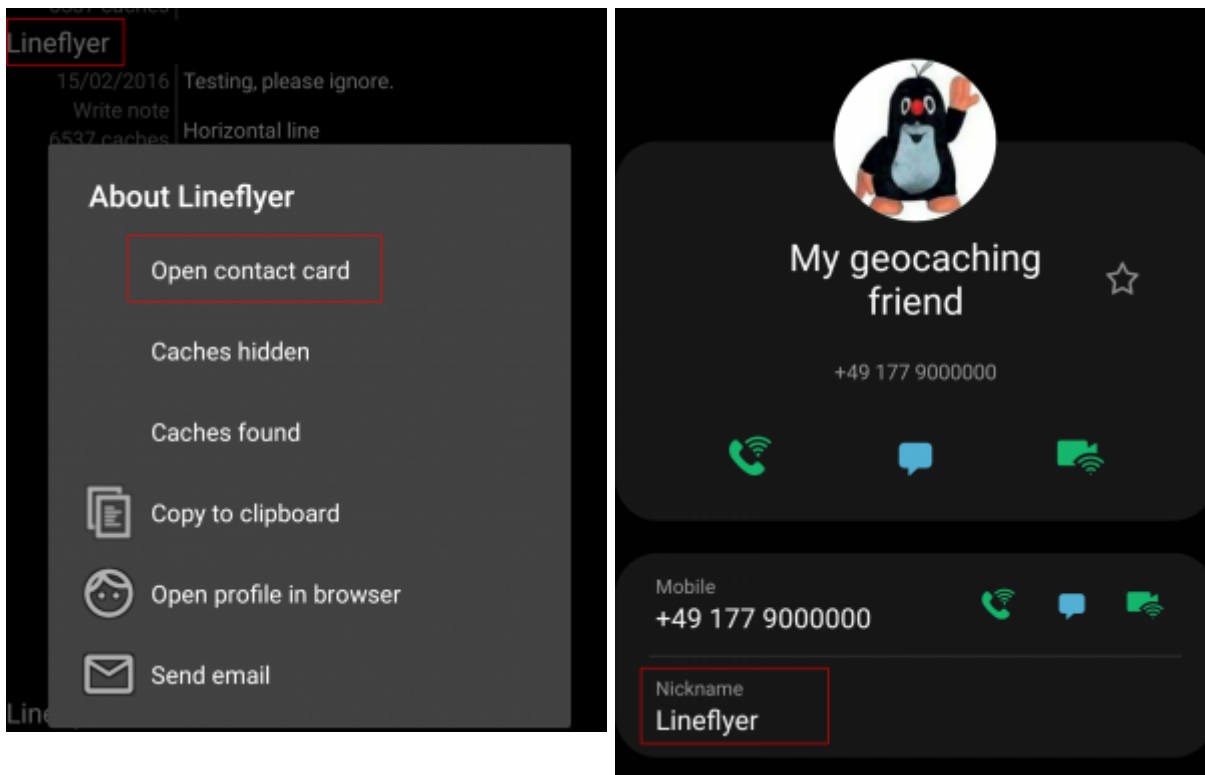 Lineflyer
15/02/2016
Testing, please ignore.
Write note
6537 caches
Horizontal line
About Lineflyer
Open contact card
Caches hidden
Caches found
Copy to clipboard
Open profile in browser
Send email
My geocaching
friend
+49 177 9000000
Mobile
+49 177 9000000
Nickname
Lineflyer